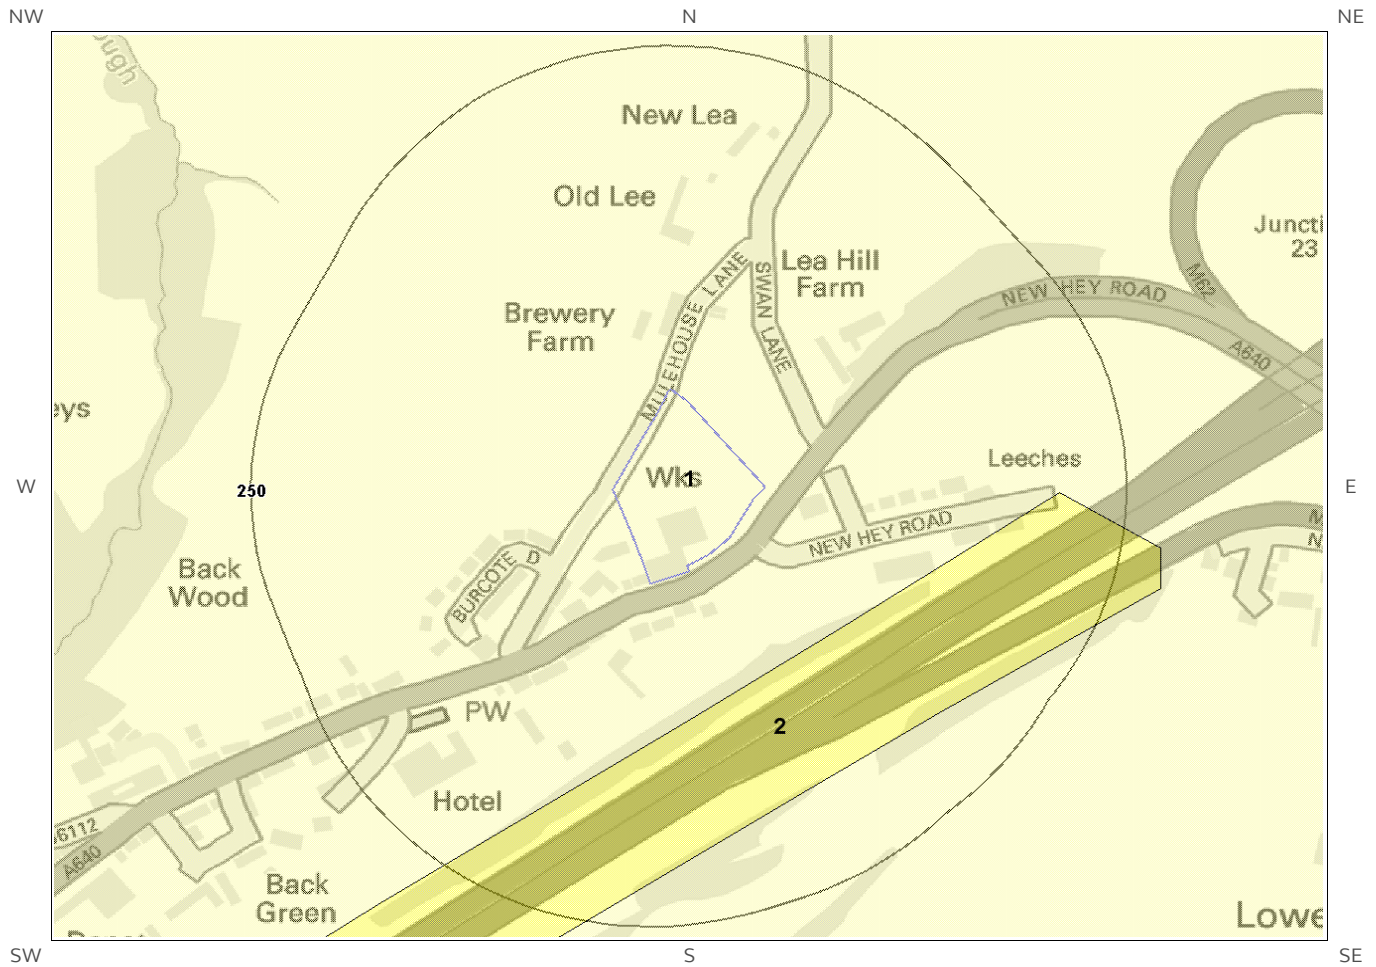 NW
N
NE
ough
New Lea
Old Lee
Juncti
23
Lea Hill
Farm
MULEHOUSE LANE
SWAN LANE
M62
NEW HEY ROAD
Brewery
Farm
A640
eys
Leeches
Wks
1
W
250
E
NEW HEY ROAD
BURCOTE D
Back
Wood
PW
2
Hotel
6112
A640
Back
Green
Lowe
SW
S
SE